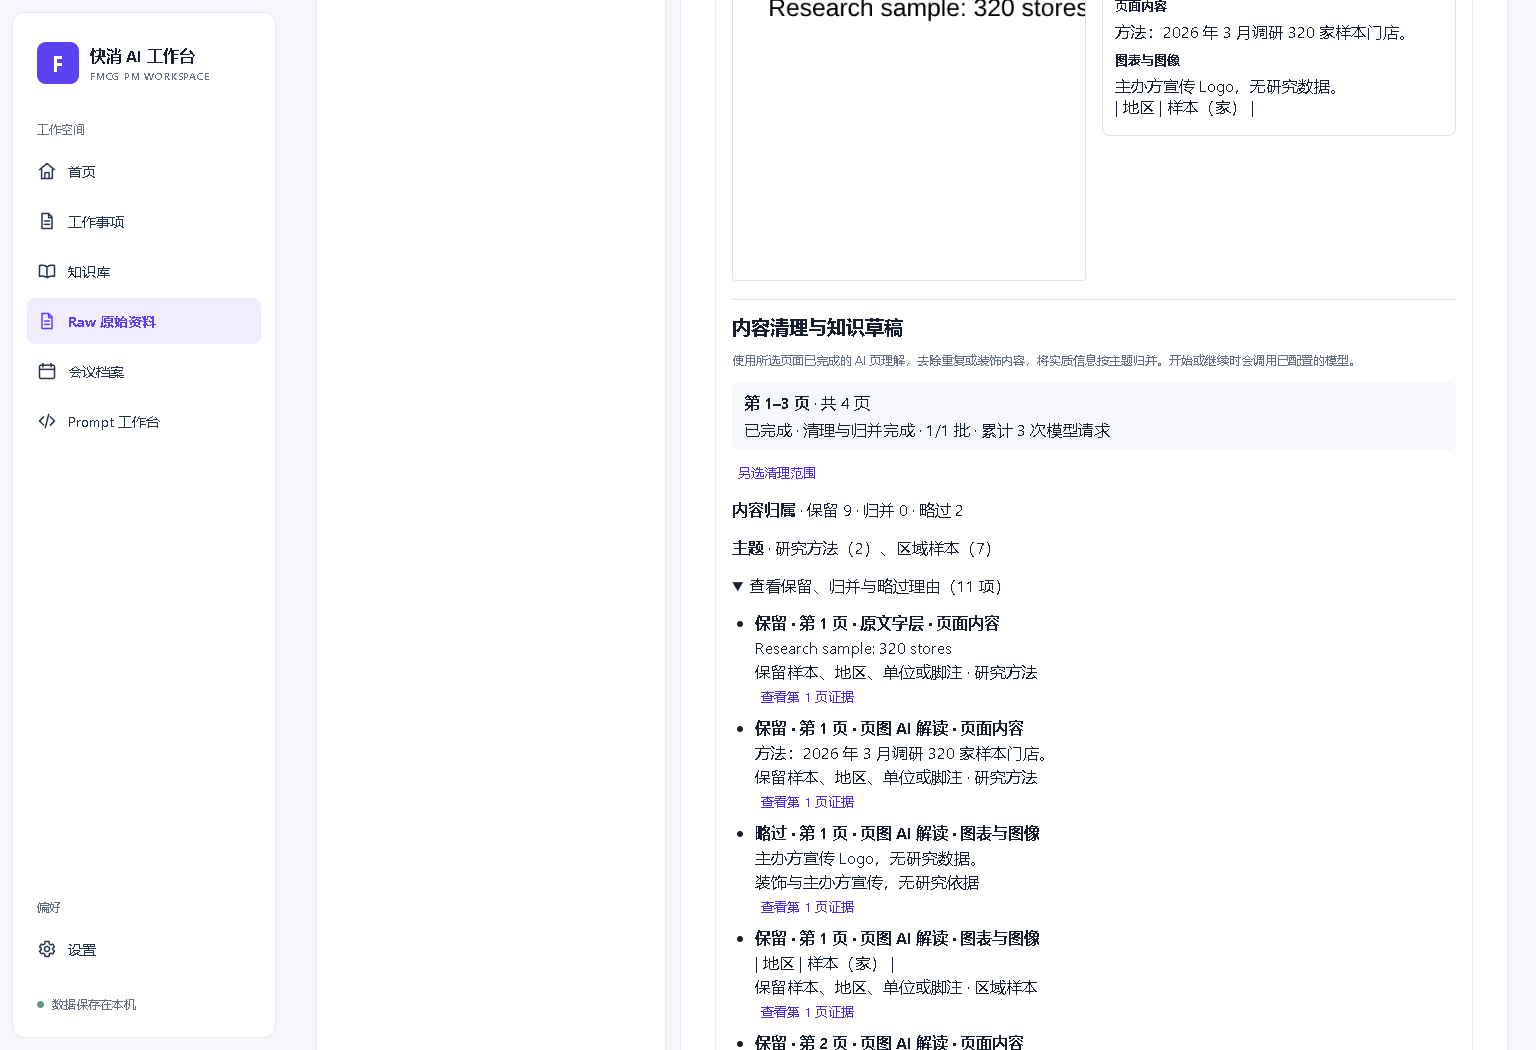 F
快消 AI 工作台
FMCG PM WORKSPACE
工作空间
首页
工作事项
知识库
Raw 原始资料
会议档案
Prompt 工作台
偏好
设置
数据保存在本机
Research sample: 320 stores
页面内容
方法：2026 年 3 月调研 320 家样本门店。
图表与图像
主办方宣传 Logo，无研究数据。
| 地区 | 样本（家） |
内容清理与知识草稿
使用所选页面已完成的 AI 页理解，去除重复或装饰内容，将实质信息按主题归并。开始或继续时会调用已配置的模型。
第 1–3 页 · 共 4 页
已完成 · 清理与归并完成 · 1/1 批 · 累计 3 次模型请求
另选清理范围
内容归属 · 保留 9 · 归并 0 · 略过 2
主题 · 研究方法（2）、区域样本（7）
▼ 查看保留、归并与略过理由（11 项）
• 保留 · 第 1 页 · 原文字层 · 页面内容
Research sample: 320 stores
保留样本、地区、单位或脚注 · 研究方法
查看第 1 页证据
• 保留 · 第 1 页 · 页图 AI 解读 · 页面内容
方法：2026 年 3 月调研 320 家样本门店。
保留样本、地区、单位或脚注 · 研究方法
查看第 1 页证据
• 略过 · 第 1 页 · 页图 AI 解读 · 图表与图像
主办方宣传 Logo，无研究数据。
装饰与主办方宣传，无研究依据
查看第 1 页证据
• 保留 · 第 1 页 · 页图 AI 解读 · 图表与图像
| 地区 | 样本（家） |
保留样本、地区、单位或脚注 · 区域样本
查看第 1 页证据
• 保留 · 第 2 页 · 页图 AI 解读 · 页面内容